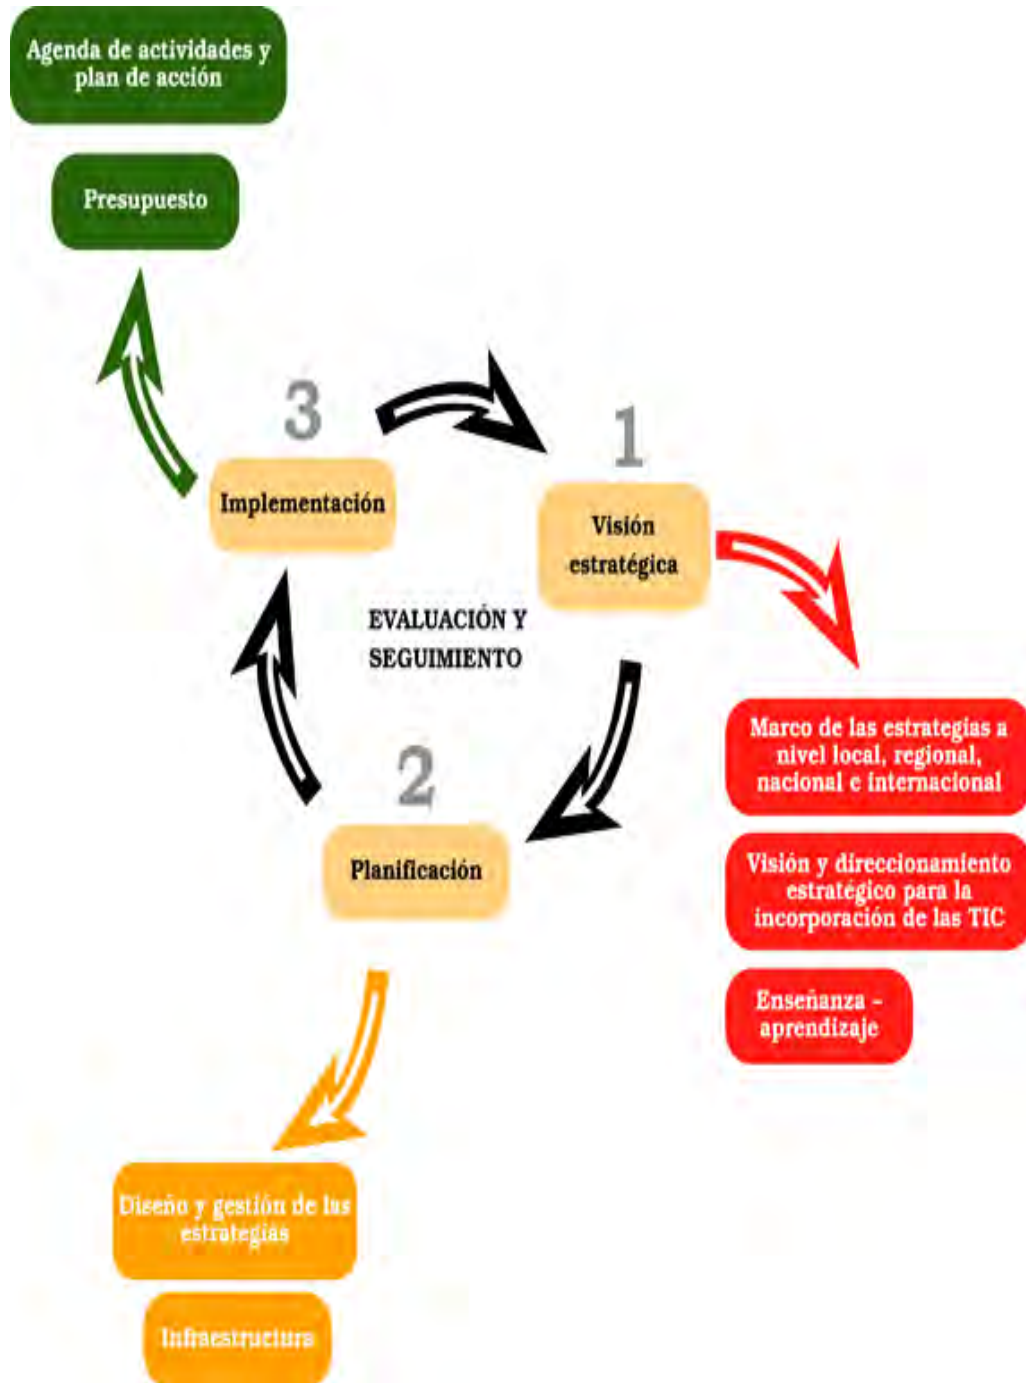 Agenda de actividades y
plan de acción
Presupuesto
3
Implementación
1
Visión
estratégica
EVALUACIÓN Y
SEGUIMIENTO
2
Planificación
Marco de las estrategias a
nivel local, regional,
nacional e internacional
Visión y direccionamiento
estratégico para la
incorporación de las TIC
Enseñanza –
aprendizaje
Diseño y gestión de las
estrategias
Infraestructura